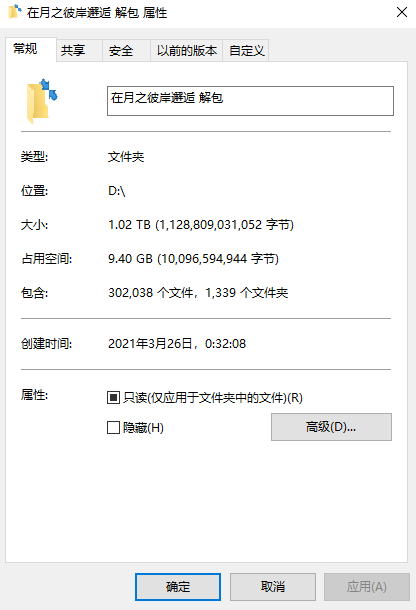 在月之彼岸邂逅 解包 属性
常规 共享 安全 以前的版本 自定义
在月之彼岸邂逅 解包
类型: 文件夹
位置: D:\
大小: 1.02 TB (1,128,809,031,052 字节)
占用空间: 9.40 GB (10,096,594,944 字节)
包含: 302,038 个文件，1,339 个文件夹
创建时间: 2021年3月26日，0:32:08
属性: 只读(仅应用于文件夹中的文件)(R)
隐藏(H) 高级(D)...
确定 取消 应用(A)